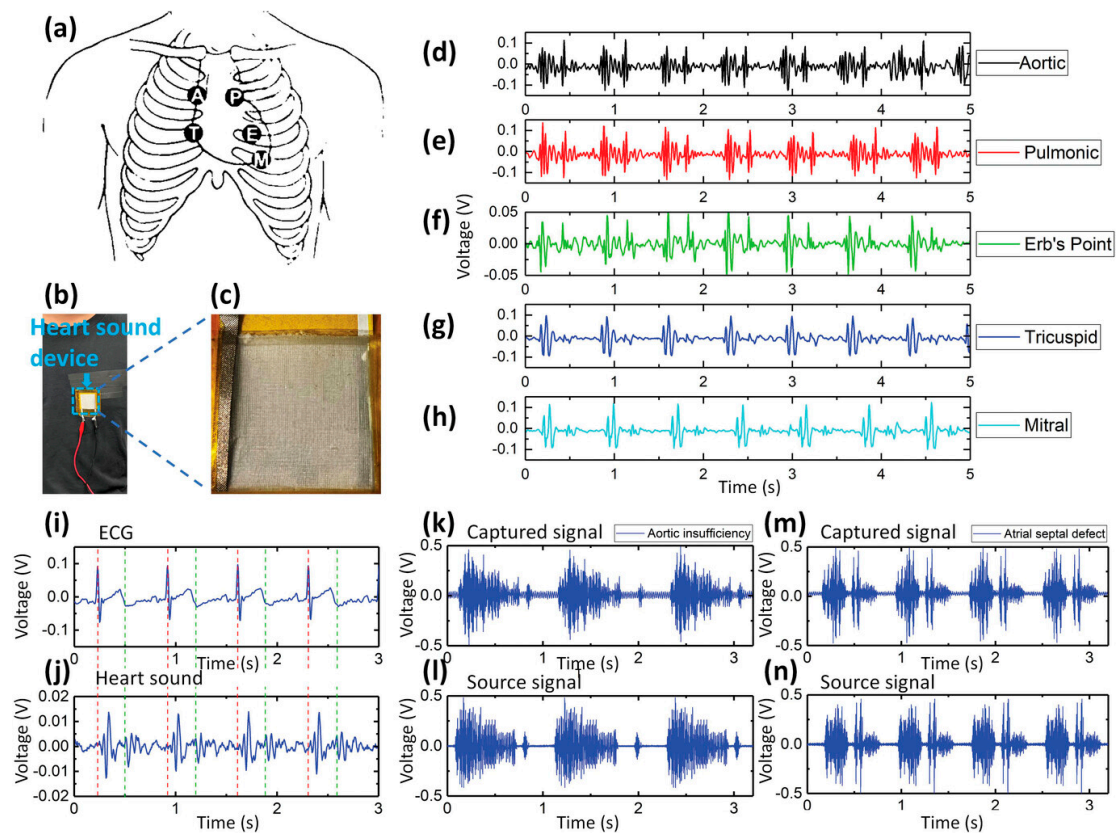 (a)
A
P
T
E
M
(b)
Heart sound
device
(c)
Voltage (V)
(d)
0.1
0.0
-0.1
0 1 2 3 4 5
Aortic
(e)
0.1
0.0
-0.1
0 1 2 3 4 5
Pulmonic
(f)
0.05
0.00
-0.05
0 1 2 3 4 5
Erb's Point
(g)
0.1
0.0
-0.1
0 1 2 3 4 5
Tricuspid
(h)
0.1
0.0
-0.1
0 1 2 3 4 5
Mitral
Time (s)
(i)
ECG
Voltage (V)
0.1
0.0
-0.1
0 1 2 3
Time (s)
(j)
Heart sound
Voltage (V)
0.02
0.01
0.00
-0.01
-0.02
0 1 2 3
Time (s)
(k)
Captured signal
Aortic insufficiency
Voltage (V)
0.5
0.0
-0.5
0 1 2 3
Time (s)
(l)
Source signal
Voltage (V)
0.5
0.0
-0.5
0 1 2 3
Time (s)
(m)
Captured signal
Atrial septal defect
Voltage (V)
0.5
0.0
-0.5
0 1 2 3
Time (s)
(n)
Source signal
Voltage (V)
0.5
0.0
-0.5
0 1 2 3
Time (s)